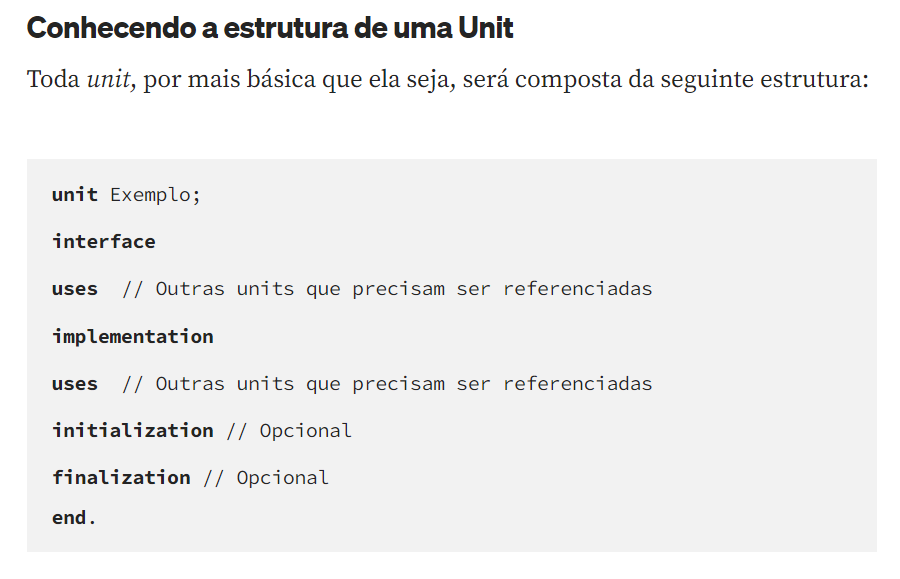 Conhecendo a estrutura de uma Unit
Toda unit, por mais básica que ela seja, será composta da seguinte estrutura:
unit Exemplo;
interface
uses  // Outras units que precisam ser referenciadas
implementation
uses  // Outras units que precisam ser referenciadas
initialization // Opcional
finalization // Opcional
end.